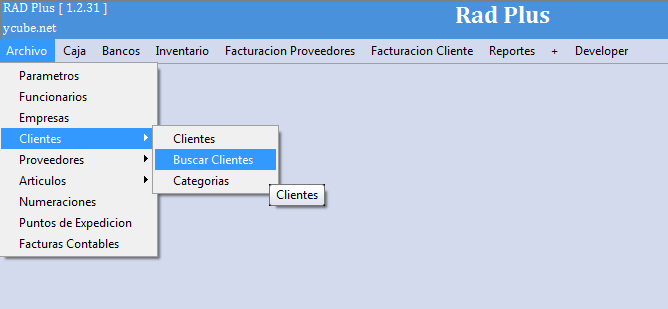 RAD Plus [ 1.2.31 ]
Rad Plus
ycube.net
Archivo Caja Bancos Inventario Facturacion Proveedores Facturacion Cliente Reportes + Developer
Parametros
Funcionarios
Empresas
Clientes
Proveedores
Articulos
Numeraciones
Puntos de Expedicion
Facturas Contables
Clientes
Buscar Clientes
Categorias
Clientes